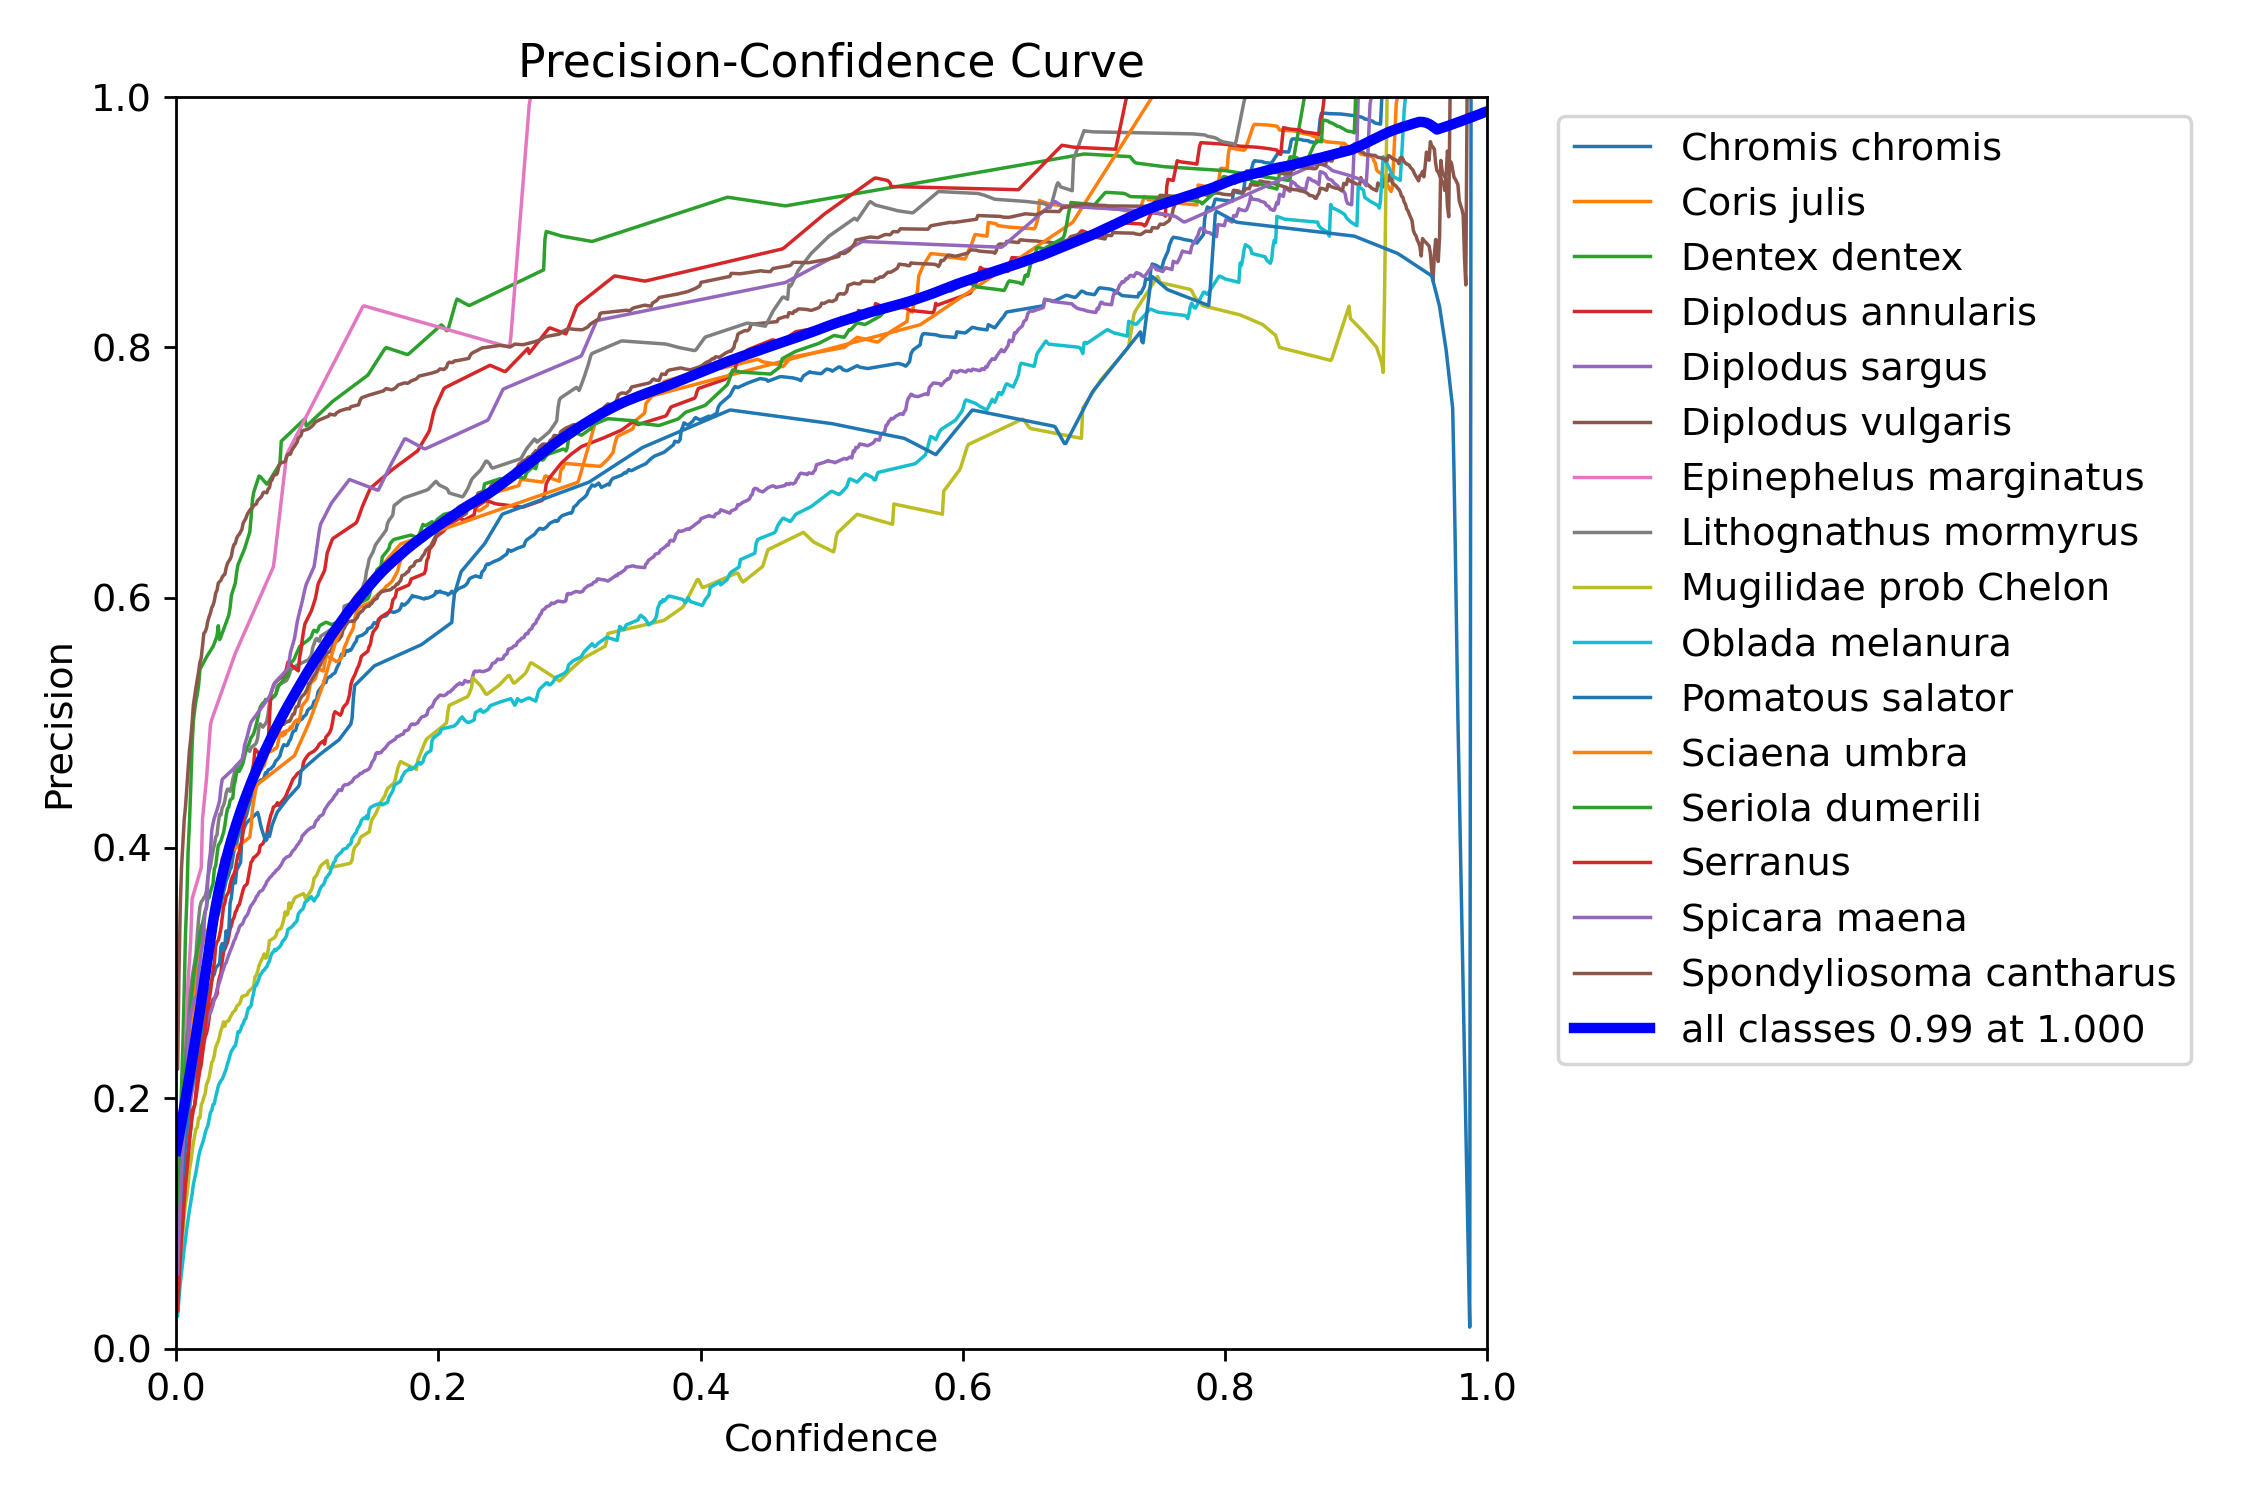 Precision-Confidence Curve
1.0
0.8
0.6
0.4
0.2
0.0
Precision
0.0 0.2 0.4 0.6 0.8 1.0
Confidence
Chromis chromis
Coris julis
Dentex dentex
Diplodus annularis
Diplodus sargus
Diplodus vulgaris
Epinephelus marginatus
Lithognathus mormyrus
Mugilidae prob Chelon
Oblada melanura
Pomatous salator
Sciaena umbra
Seriola dumerili
Serranus
Spicara maena
Spondyliosoma cantharus
all classes 0.99 at 1.000